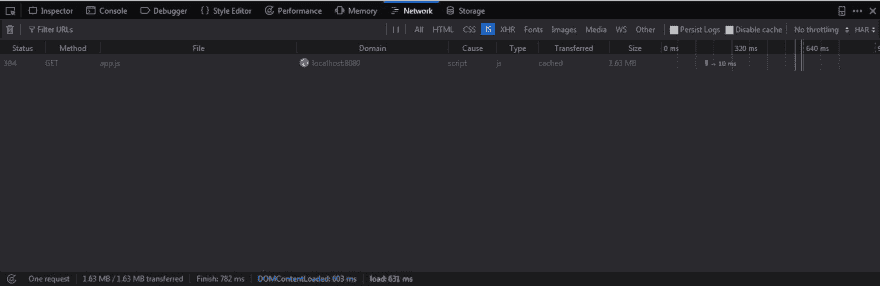 Inspector Console Debugger Style Editor Performance Memory Network Storage
Filter URLs All HTML CSS JS XHR Fonts Images Media WS Other Persist Logs Disable cache No throttling HAR
Status Method File Domain Cause Type Transferred Size 0 ms 320 ms 640 ms
304 GET app.js localhost:8080 script js cached 1.63 MB → 10 ms
One request 1.63 MB / 1.63 MB transferred Finish: 782 ms DOMContentLoaded: 603 ms load: 631 ms